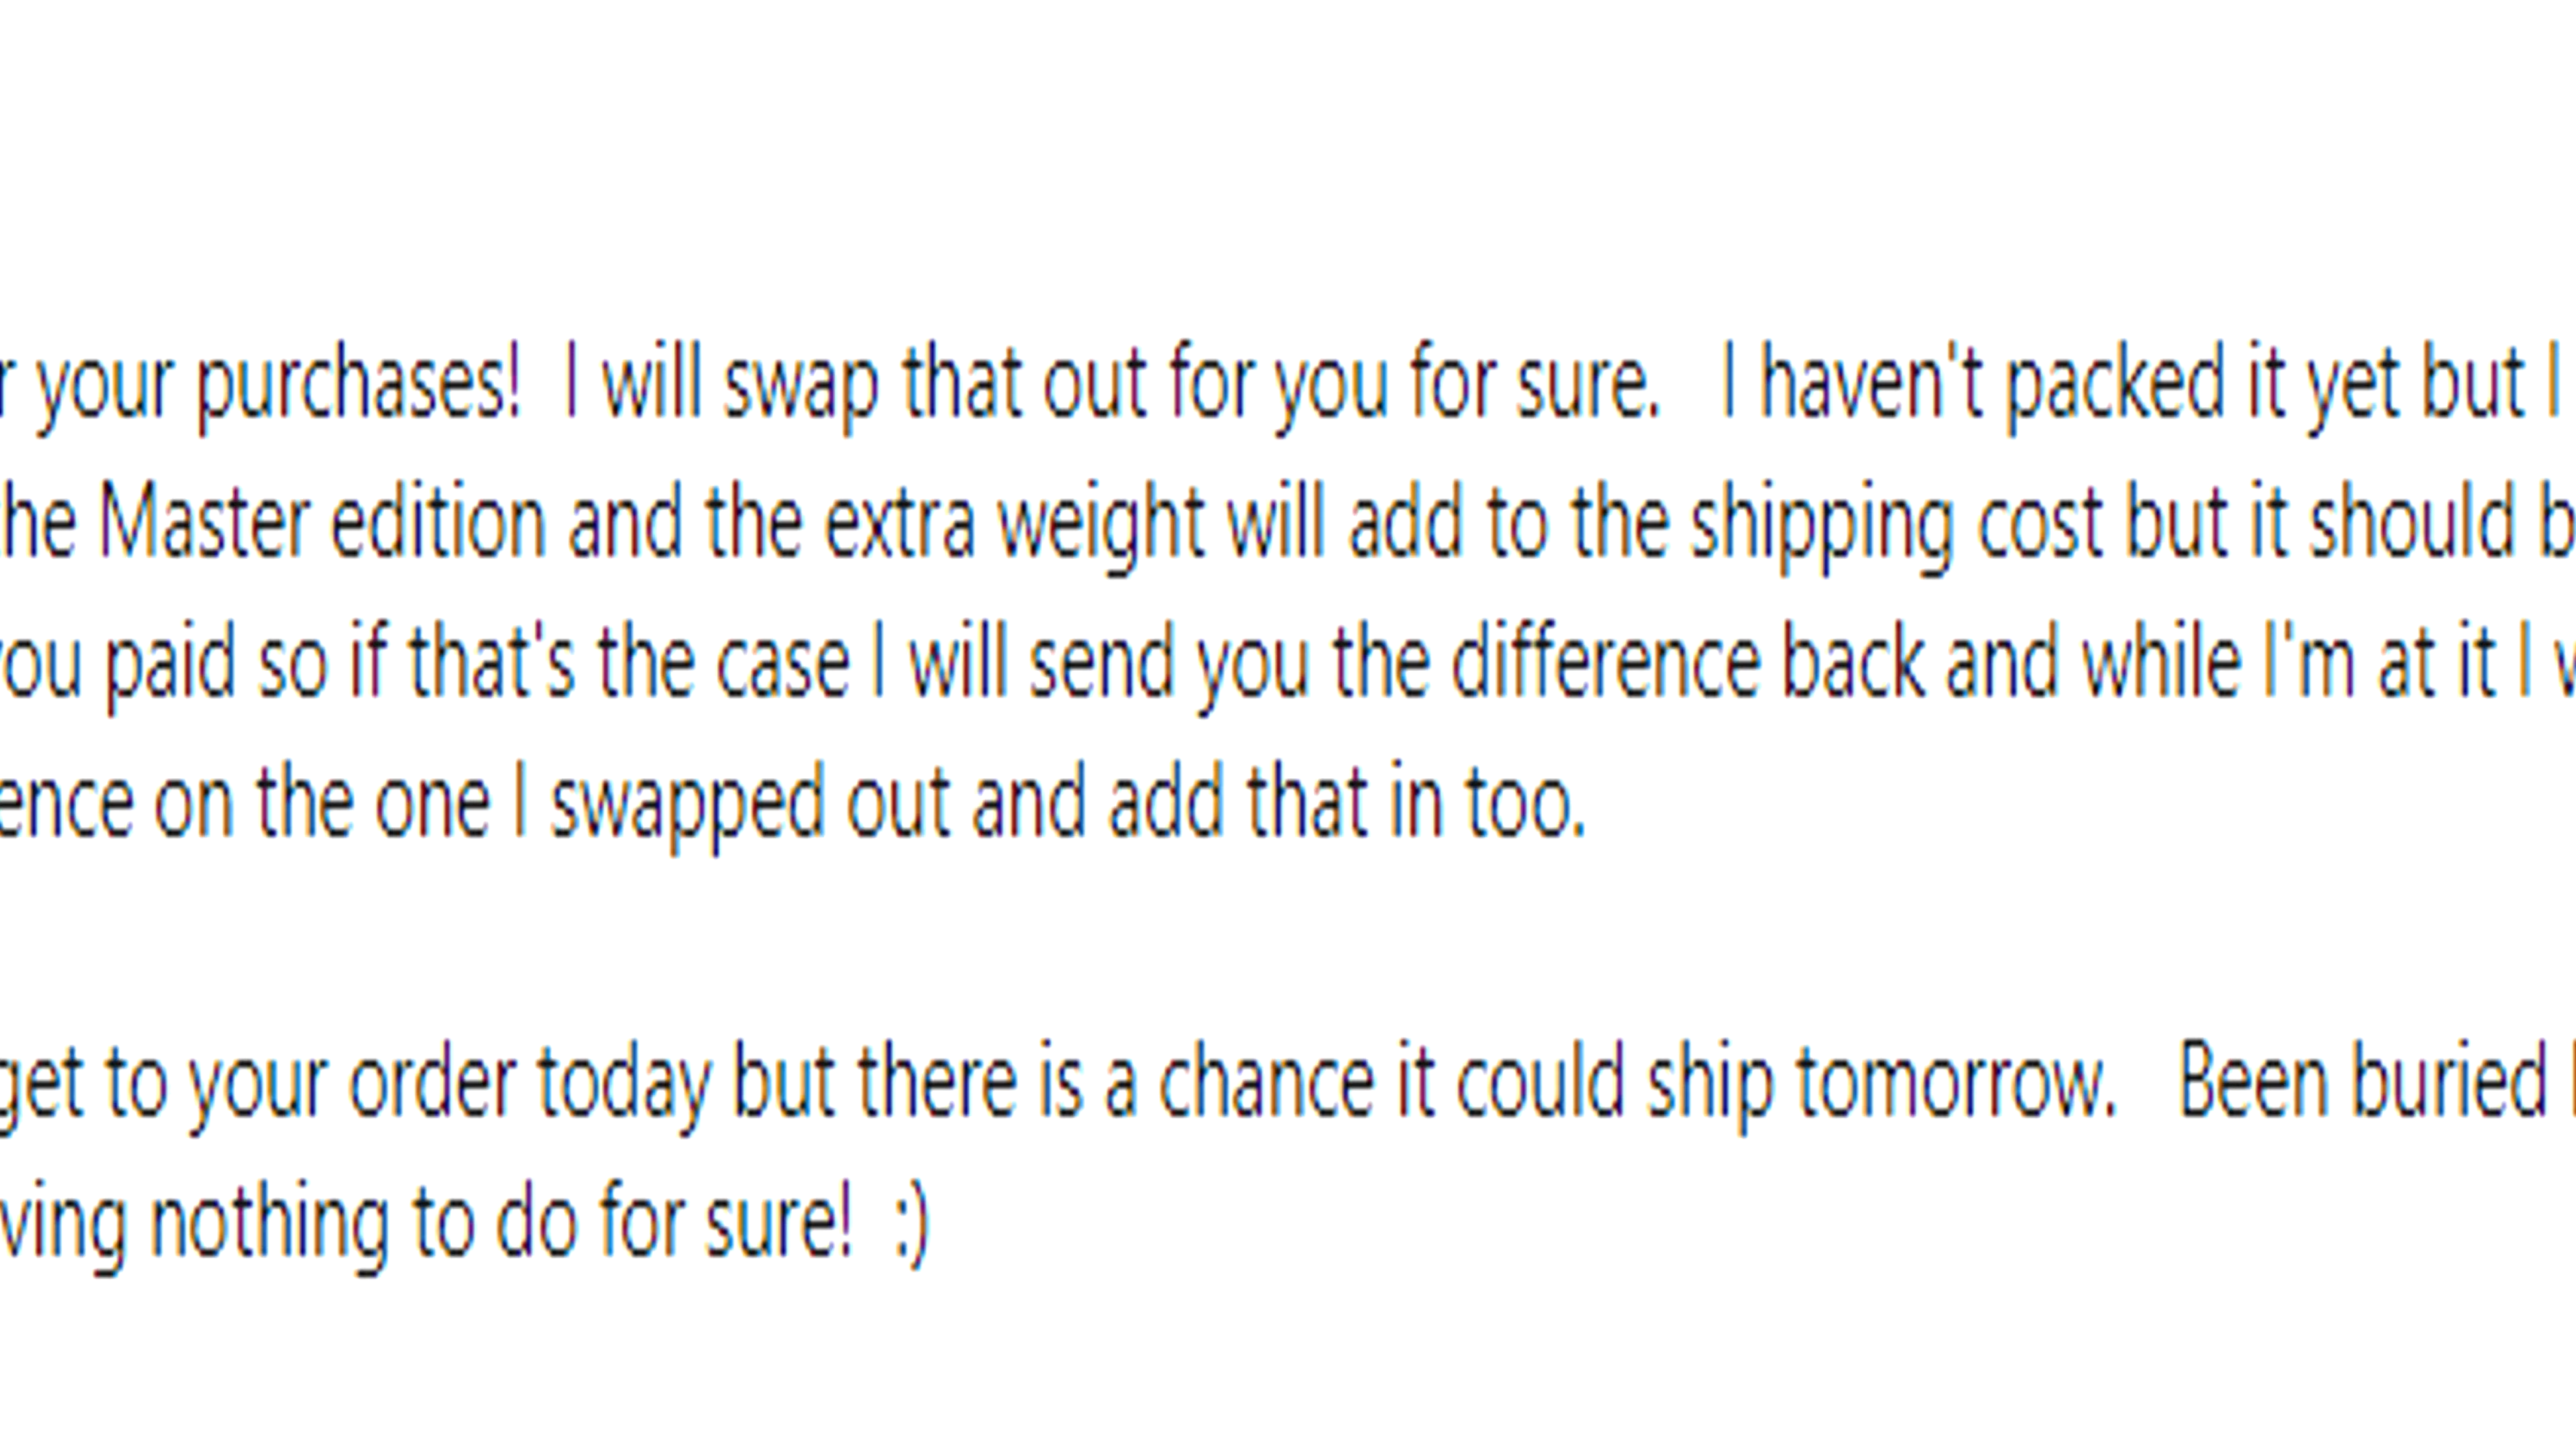 r your purchases!  I will swap that out for you for sure.   I haven't packed it yet but I
he Master edition and the extra weight will add to the shipping cost but it should b
you paid so if that's the case I will send you the difference back and while I'm at it I w
ence on the one I swapped out and add that in too.
get to your order today but there is a chance it could ship tomorrow.   Been buried
ving nothing to do for sure!  :)